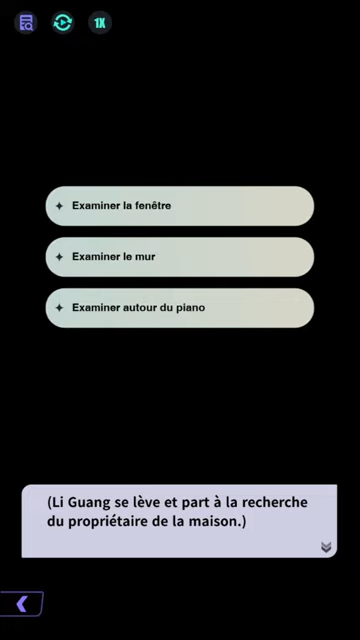 1X
Examiner la fenêtre
Examiner le mur
Examiner autour du piano
(Li Guang se lève et part à la recherche
du propriétaire de la maison.)